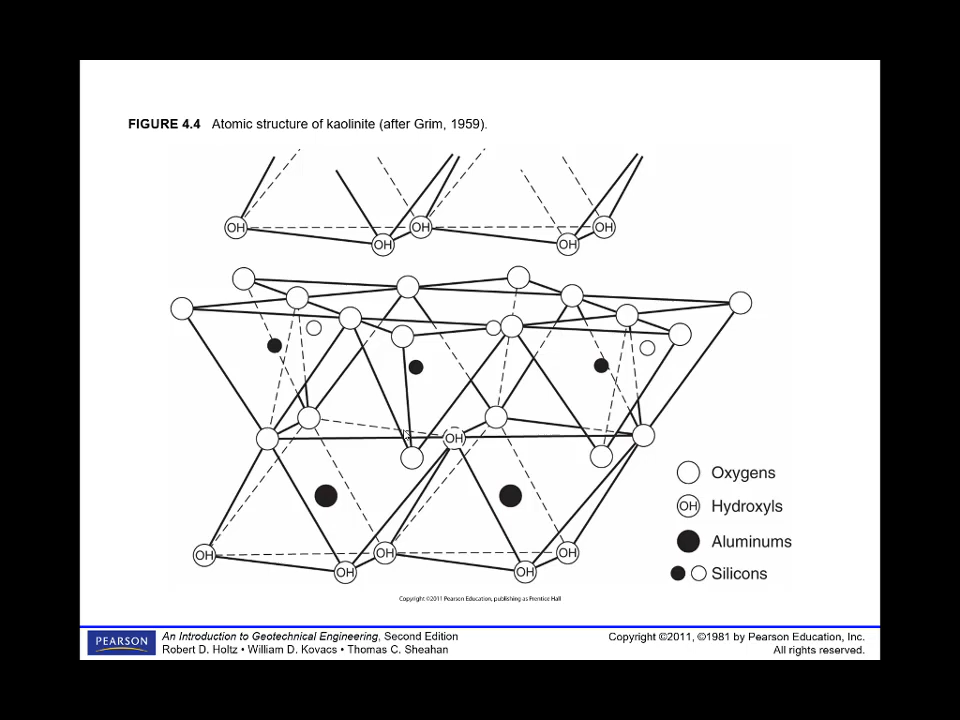 FIGURE 4.4 Atomic structure of kaolinite (after Grim, 1959).
OH OH OH
OH OH
OH
Oxygens
OH Hydroxyls
Aluminums
Silicons
OH OH OH
OH OH
Copyright ©2011 Pearson Education, publishing as Prentice Hall
PEARSON
An Introduction to Geotechnical Engineering, Second Edition
Robert D. Holtz • William D. Kovacs • Thomas C. Sheahan
Copyright ©2011, ©1981 by Pearson Education, Inc.
All rights reserved.